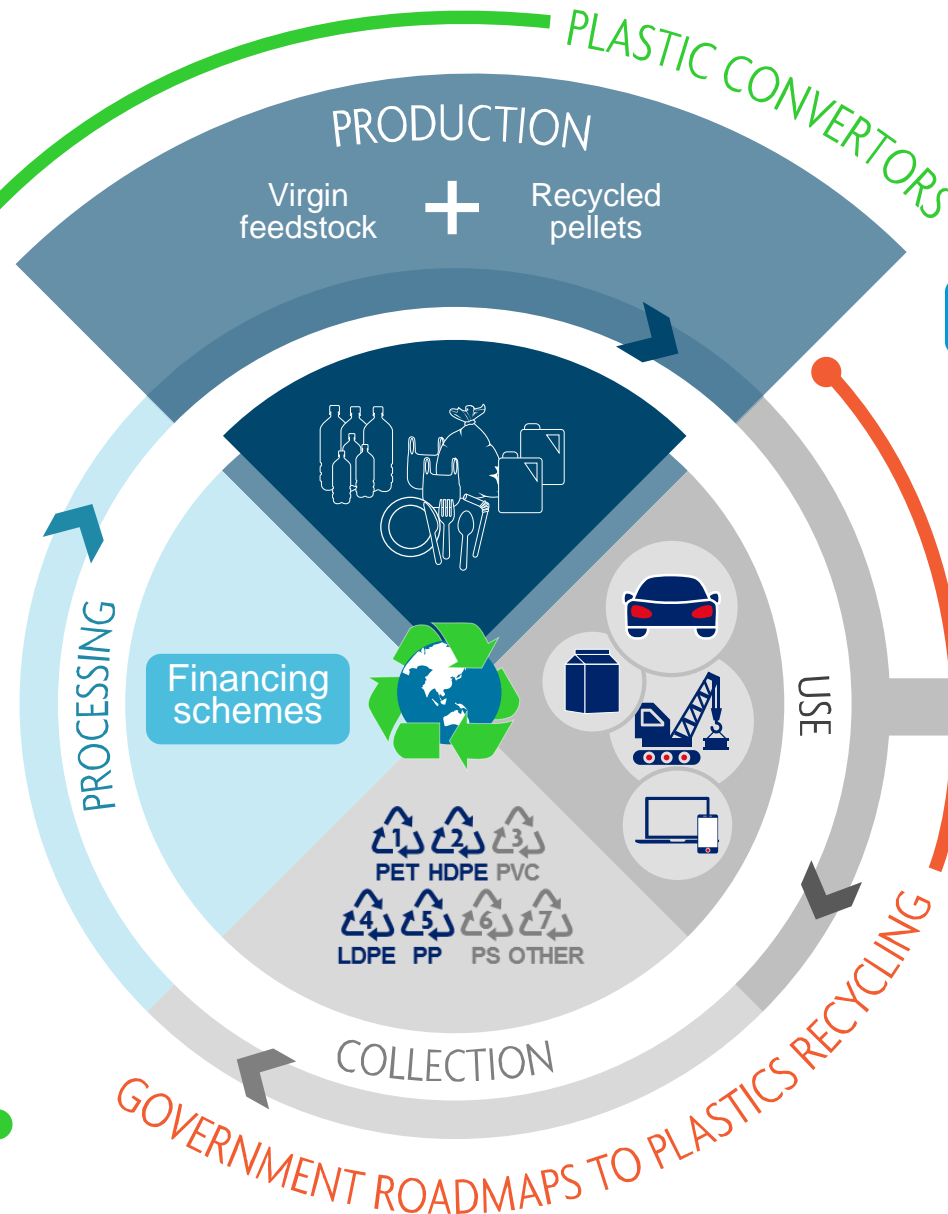 PLASTIC CONVERTORS
PRODUCTION
Virgin
feedstock
+
Recycled
pellets
PROCESSING
Financing
schemes
USE
1 2 3
PET HDPE PVC
4 5 6 7
LDPE PP PS OTHER
COLLECTION
GOVERNMENT ROADMAPS TO PLASTICS RECYCLING